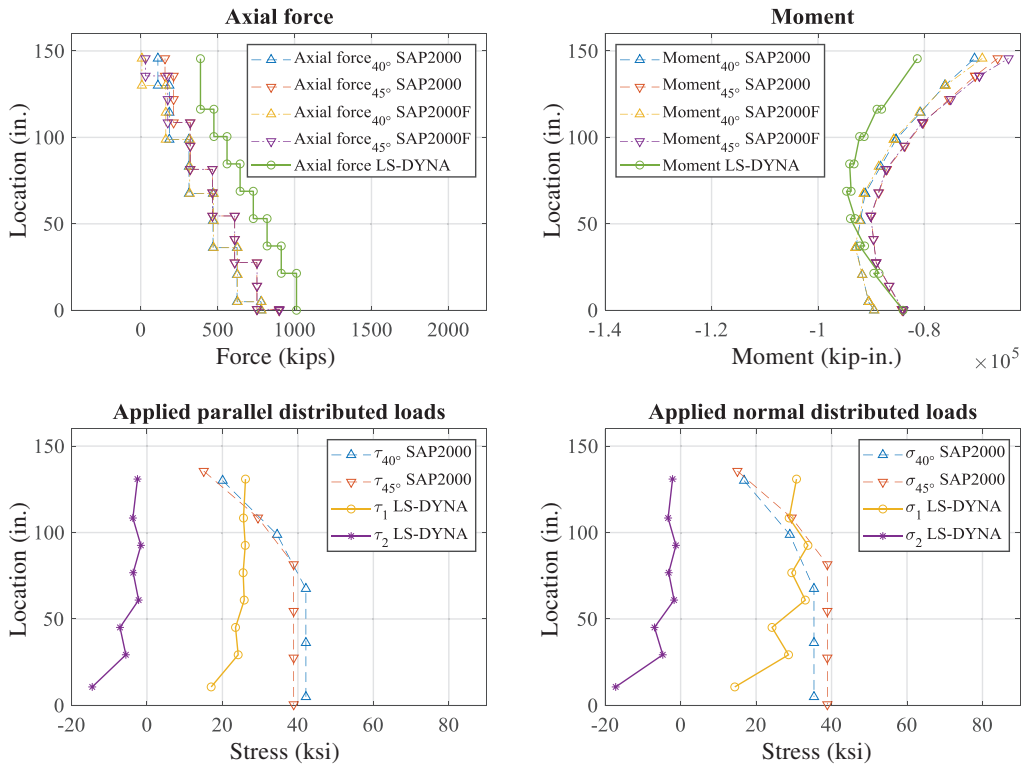 Axial force
150
100
50
0
Location (in.)
0
500
1000
1500
2000
Force (kips)
Axial force40° SAP2000
Axial force45° SAP2000
Axial force40° SAP2000F
Axial force45° SAP2000F
Axial force LS-DYNA
Moment
150
100
50
0
Location (in.)
-1.4
-1.2
-1
-0.8
Moment (kip-in.)
×10^5
Moment40° SAP2000
Moment45° SAP2000
Moment40° SAP2000F
Moment45° SAP2000F
Moment LS-DYNA
Applied parallel distributed loads
150
100
50
0
Location (in.)
-20
0
20
40
60
80
Stress (ksi)
τ40° SAP2000
τ45° SAP2000
τ1 LS-DYNA
τ2 LS-DYNA
Applied normal distributed loads
150
100
50
0
Location (in.)
-20
0
20
40
60
80
Stress (ksi)
σ40° SAP2000
σ45° SAP2000
σ1 LS-DYNA
σ2 LS-DYNA